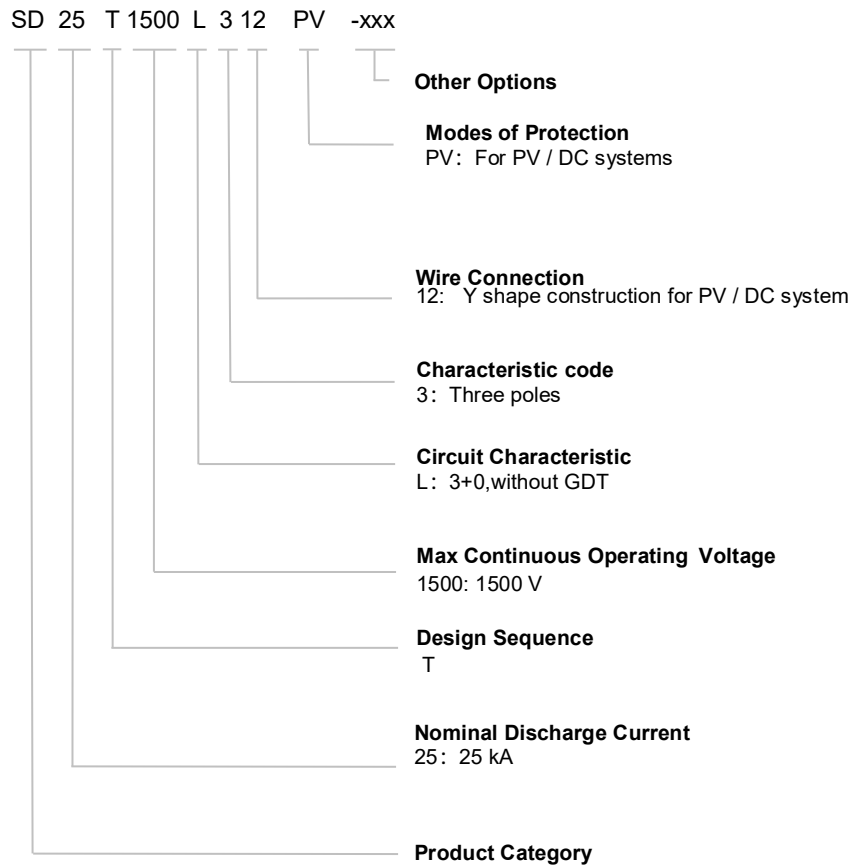 SD 25 T 1500 L 3 12 PV -xxx
Other Options
Modes of Protection
PV: For PV / DC systems
Wire Connection
12: Y shape construction for PV / DC system
Characteristic code
3: Three poles
Circuit Characteristic
L: 3+0,without GDT
Max Continuous Operating Voltage
1500: 1500 V
Design Sequence
T
Nominal Discharge Current
25: 25 kA
Product Category